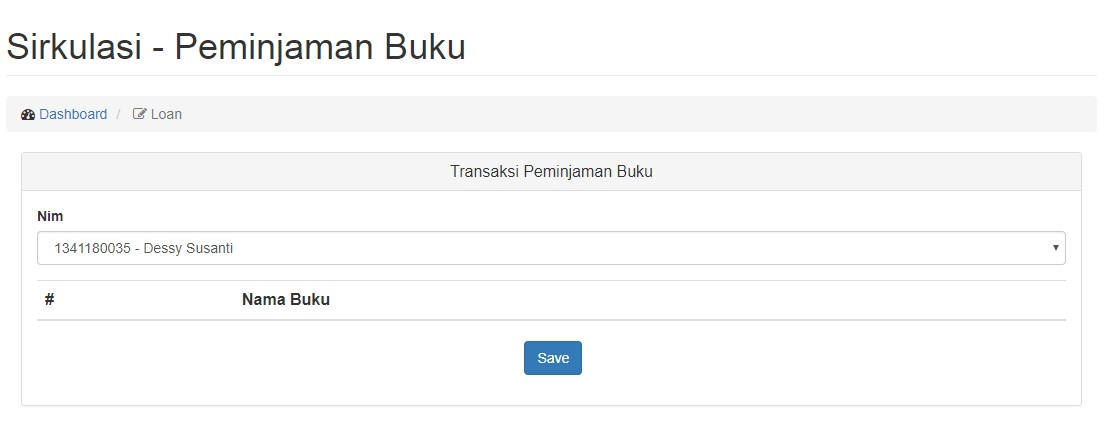 Sirkulasi - Peminjaman Buku
Dashboard / Loan
Transaksi Peminjaman Buku
Nim
1341180035 - Dessy Susanti
# Nama Buku
Save